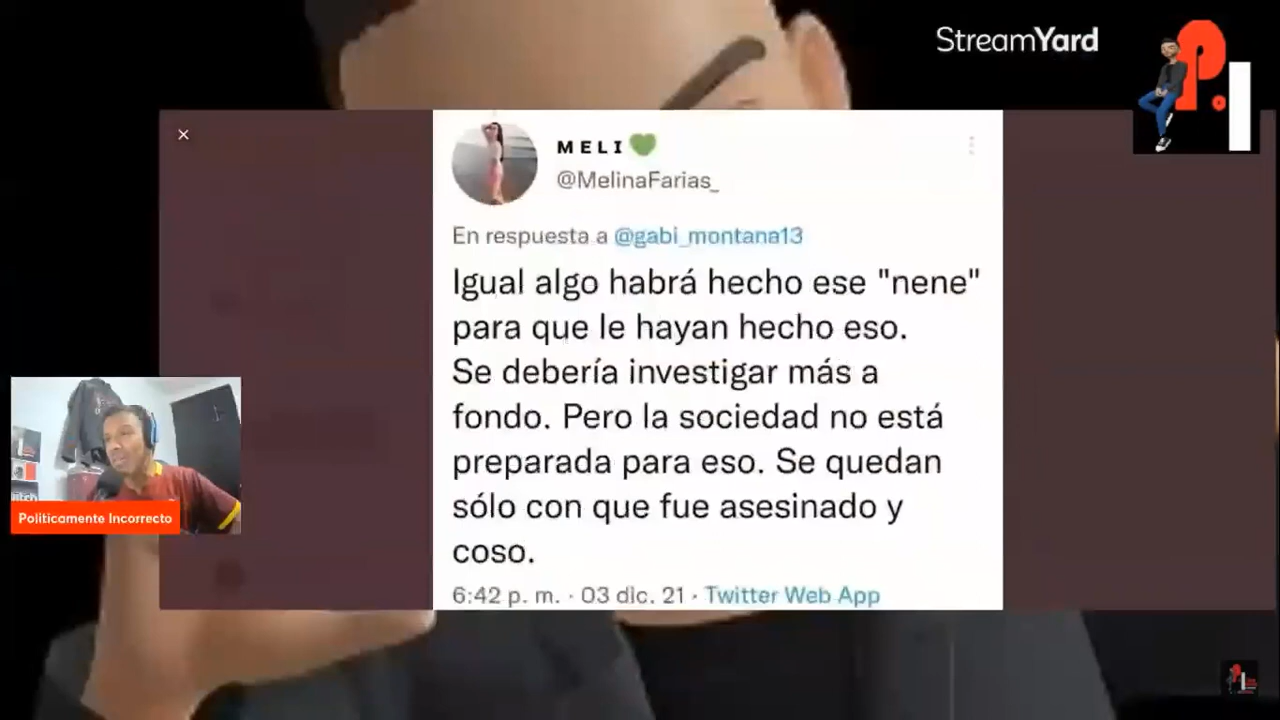 StreamYard
P.I
MELI💚
@MelinaFarias_
En respuesta a @gabi_montana13
Igual algo habrá hecho ese "nene"
para que le hayan hecho eso.
Se debería investigar más a
fondo. Pero la sociedad no está
preparada para eso. Se quedan
sólo con que fue asesinado y
coso.
6:42 p. m. · 03 dic. 21 · Twitter Web App
Politicamente Incorrecto